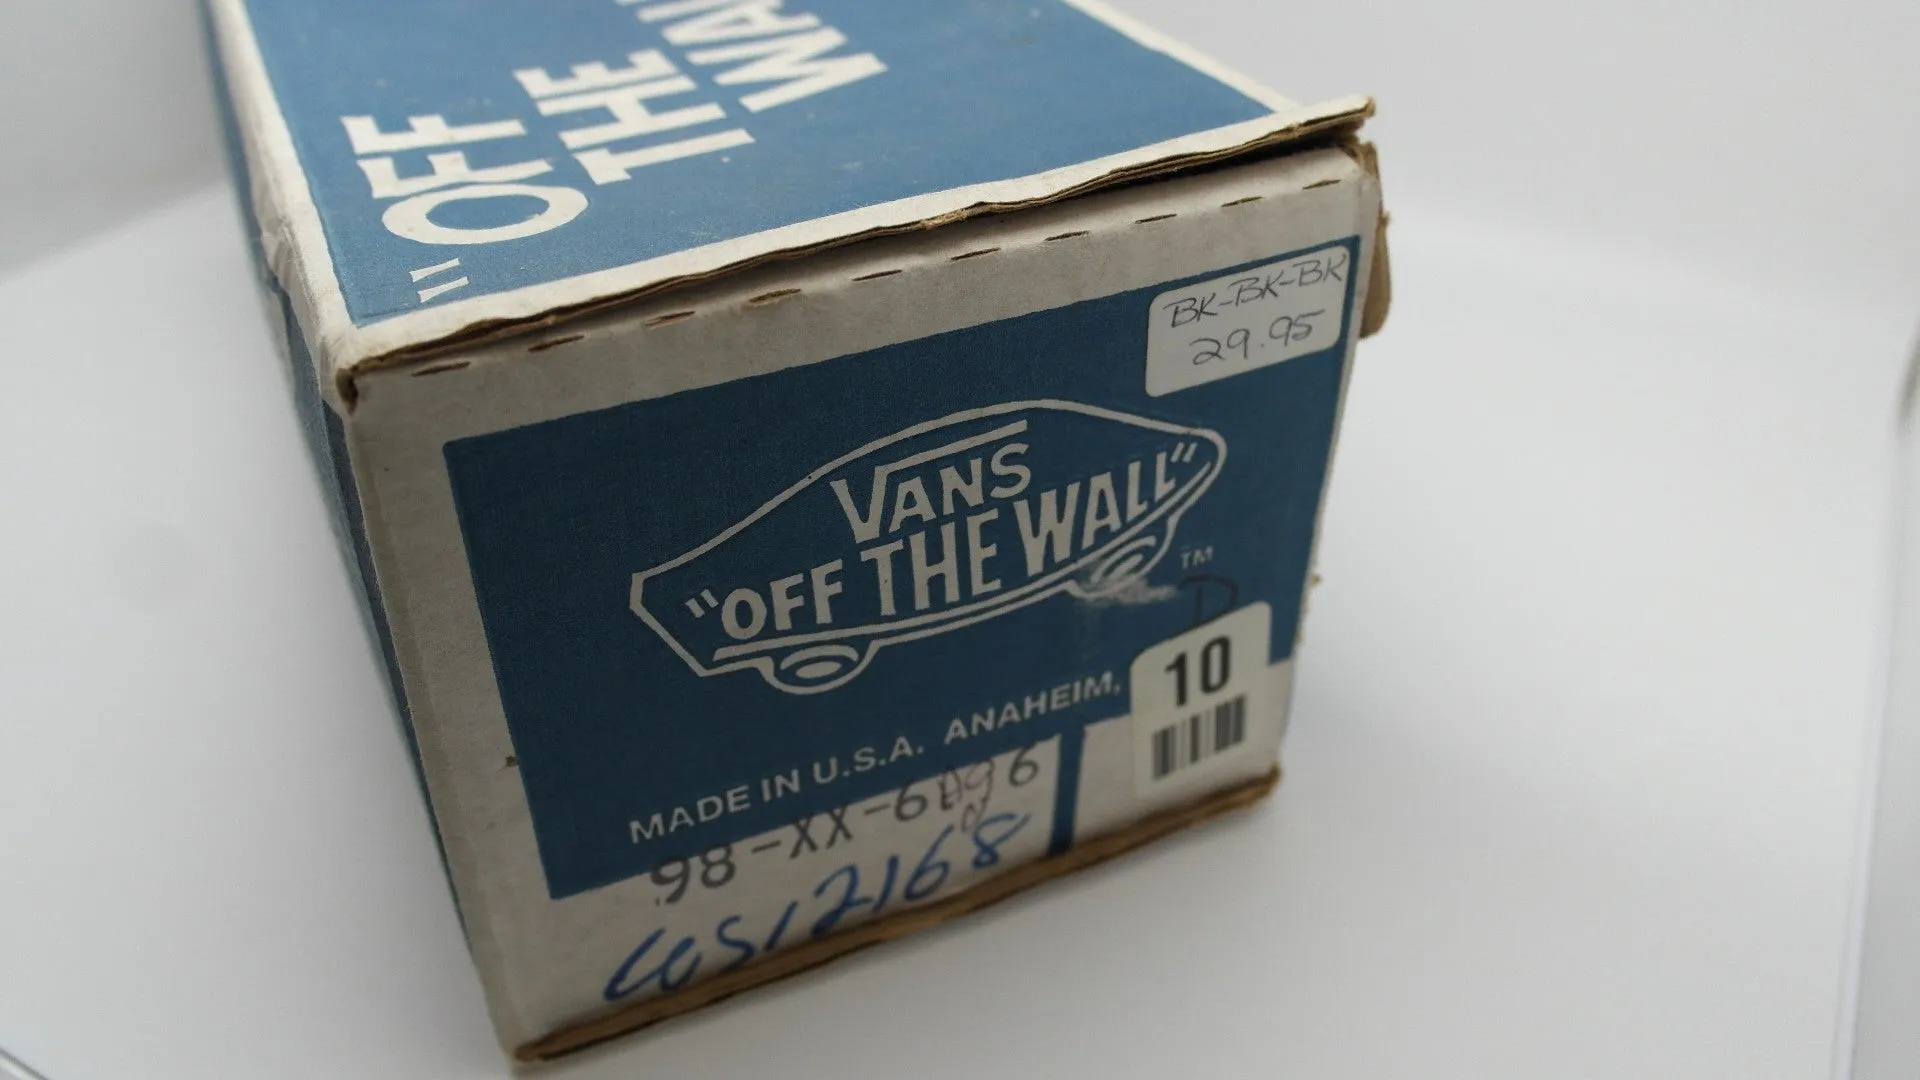 "OFF
THE
BK-BK-BK
29.95
VANS
"OFF THE WALL"
TM
D
10
MADE IN U.S.A. ANAHEIM,
98-XX-6